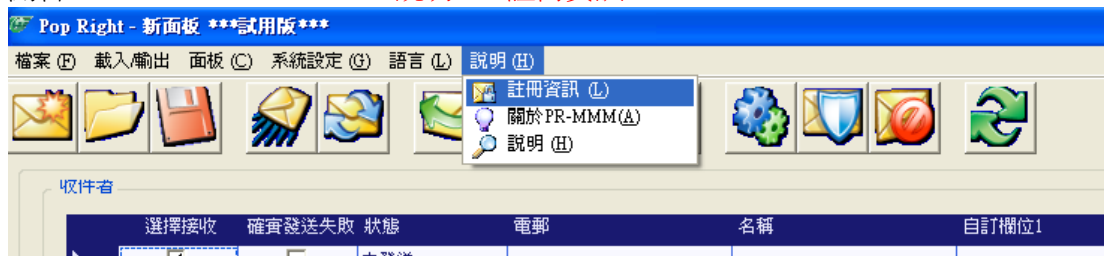 Pop Right - 新面板 ***試用版***
檔案 (F) 載入/輸出 面板 (C) 系統設定 (G) 語言 (L) 說明 (H)
註冊資訊 (L)
關於PR-MMM(A)
說明 (H)
收件者
選擇接收 確實發送失敗 狀態 電郵 名稱 自訂欄位1